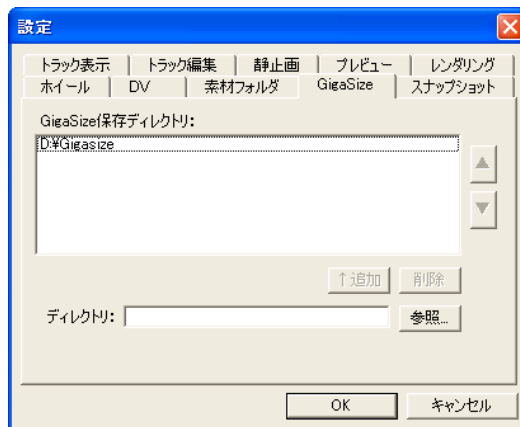 設定
トラック表示 トラック編集 静止画 プレビュー レンダリング
ホイール DV 素材フォルダ GigaSize スナップショット
GigaSize保存ディレクトリ:
D:¥Gigasize
↑追加 削除
ディレクトリ: 参照...
OK キャンセル